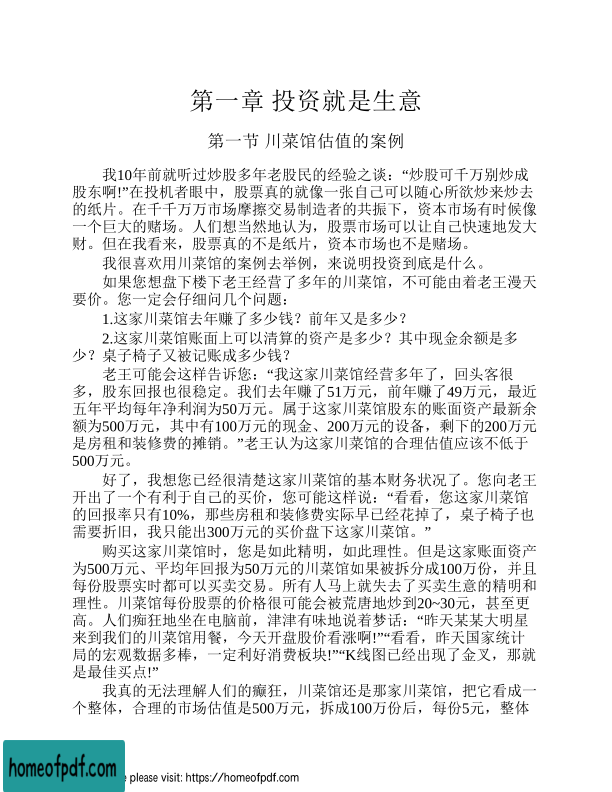 第一章 投资就是生意
第一节 川菜馆估值的案例
我10年前就听过炒股多年老股民的经验之谈：“炒股可千万别炒成
股东啊!”在投机者眼中，股票真的就像一张自己可以随心所欲炒来炒去
的纸片。在千千万万市场摩擦交易制造者的共振下，资本市场有时候像
一个巨大的赌场。人们想当然地认为，股票市场可以让自己快速地发大
财。但在我看来，股票真的不是纸片，资本市场也不是赌场。
我很喜欢用川菜馆的案例去举例，来说明投资到底是什么。
如果您想盘下楼下老王经营了多年的川菜馆，不可能由着老王漫天
要价。您一定会仔细问几个问题：
1.这家川菜馆去年赚了多少钱？前年又是多少？
2.这家川菜馆账面上可以清算的资产是多少？其中现金余额是多
少？桌子椅子又被记账成多少钱？
老王可能会这样告诉您：“我这家川菜馆经营多年了，回头客很
多，股东回报也很稳定。我们去年赚了51万元，前年赚了49万元，最近
五年平均每年净利润为50万元。属于这家川菜馆股东的账面资产最新余
额为500万元，其中有100万元的现金、200万元的设备，剩下的200万元
是房租和装修费的摊销。”老王认为这家川菜馆的合理估值应该不低于
500万元。
好了，我想您已经很清楚这家川菜馆的基本财务状况了。您向老王
开出了一个有利于自己的买价，您可能这样说：“看看，您这家川菜馆
的回报率只有10%，那些房租和装修费实际早已经花掉了，桌子椅子也
需要折旧，我只能出300万元的买价盘下这家川菜馆。”
购买这家川菜馆时，您是如此精明，如此理性。但是这家账面资产
为500万元、平均年回报为50万元的川菜馆如果被拆分成100万份，并且
每份股票实时都可以买卖交易。所有人马上就失去了买卖生意的精明和
理性。川菜馆每份股票的价格很可能会被荒唐地炒到20~30元，甚至更
高。人们痴狂地坐在电脑前，津津有味地说着梦话：“昨天某某大明星
来到我们的川菜馆用餐，今天开盘股价看涨啊!”“看看，昨天国家统计
局的宏观数据多棒，一定利好消费板块!”“K线图已经出现了金叉，那就
是最佳买点!”
我真的无法理解人们的癫狂，川菜馆还是那家川菜馆，把它看成一
个整体，合理的市场估值是500万元，拆成100万份后，每份5元，整体
homeofpdf.com
please visit: https://homeofpdf.com